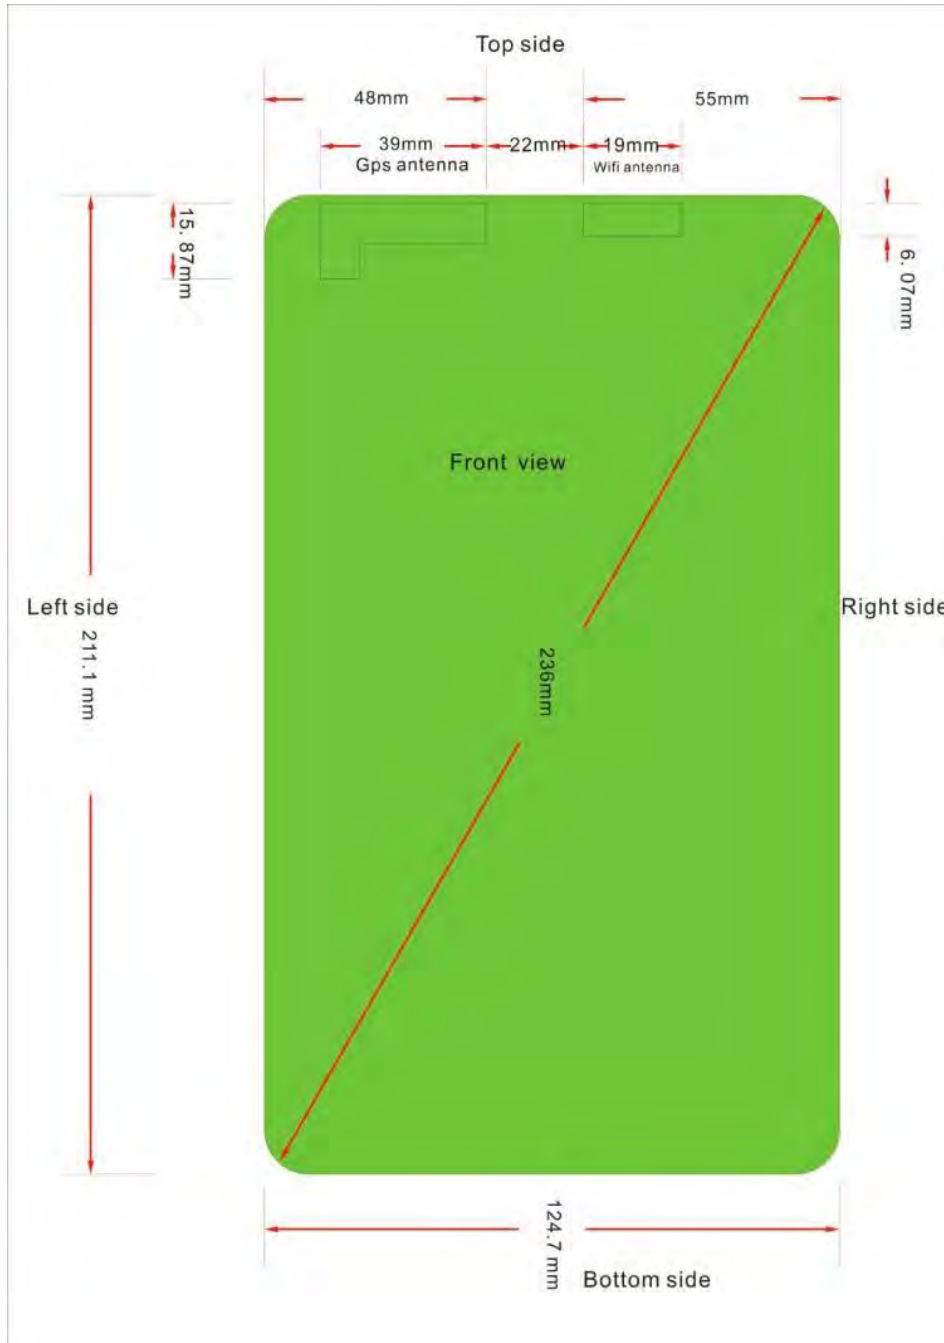 Top side
48mm
55mm
39mm
22mm
19mm
Gps antenna
Wifi antenna
15. 87mm
6. 07mm
Front view
Left side
Right side
211.1 mm
236mm
124.7 mm
Bottom side